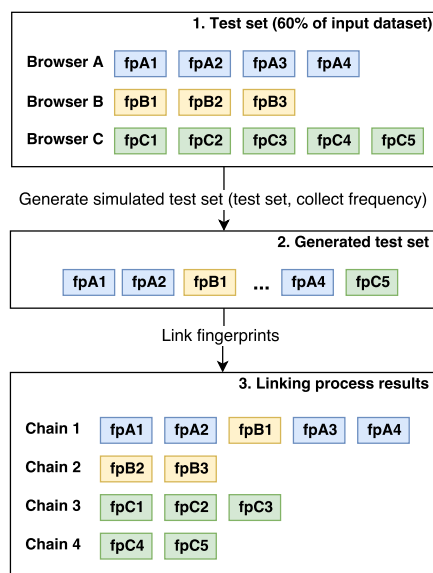 1. Test set (60% of input dataset)
Browser A fpA1 fpA2 fpA3 fpA4
Browser B fpB1 fpB2 fpB3
Browser C fpC1 fpC2 fpC3 fpC4 fpC5
Generate simulated test set (test set, collect frequency)
2. Generated test set
fpA1 fpA2 fpB1 ... fpA4 fpC5
Link fingerprints
3. Linking process results
Chain 1 fpA1 fpA2 fpB1 fpA3 fpA4
Chain 2 fpB2 fpB3
Chain 3 fpC1 fpC2 fpC3
Chain 4 fpC4 fpC5